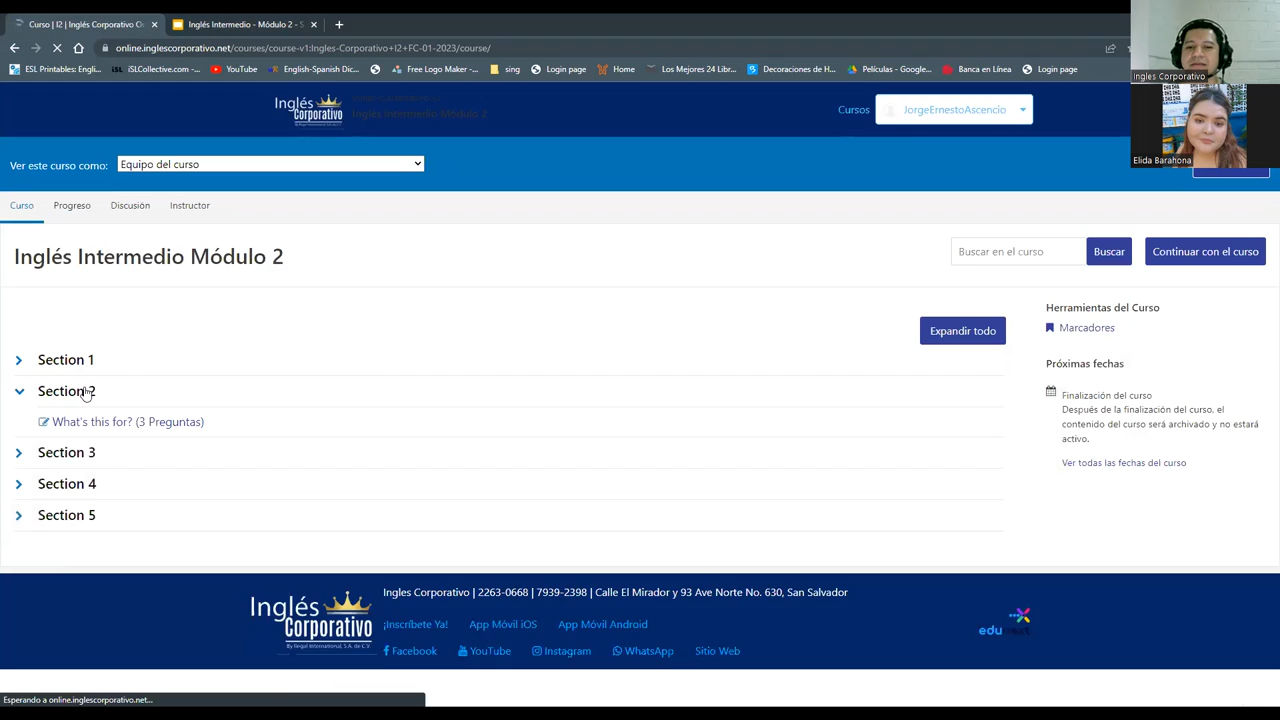 Curso | I2 | Inglés Corporativo O
Inglés Intermedio - Módulo 2 - S
online.inglescorporativo.net/courses/course-v1:Ingles-Corporativo+I2+FC-01-2023/course/
ESL Printables: Engli...
iSLCollective.com -...
YouTube
English-Spanish Dic...
Free Logo Maker -...
sing
Login page
Home
Los Mejores 24 Libr...
Decoraciones de H...
Películas - Google...
Banca en Línea
Login page
Ingles Corporativo
Elida Barahona
Inglés
Corporativo
Inglés Intermedio Módulo 2
Cursos
JorgeErnestoAscencio
Ver este curso como:
Equipo del curso
Curso
Progreso
Discusión
Instructor
Inglés Intermedio Módulo 2
Buscar en el curso
Buscar
Continuar con el curso
Expandir todo
Section 1
Section 2
What's this for? (3 Preguntas)
Section 3
Section 4
Section 5
Herramientas del Curso
Marcadores
Próximas fechas
Finalización del curso
Después de la finalización del curso, el
contenido del curso será archivado y no estará
activo.
Ver todas las fechas del curso
Inglés
Corporativo
Ingles Corporativo | 2263-0668 | 7939-2398 | Calle El Mirador y 93 Ave Norte No. 630, San Salvador
¡Inscríbete Ya!
App Móvil iOS
App Móvil Android
Facebook
YouTube
Instagram
WhatsApp
Sitio Web
Esperando a online.inglescorporativo.net...